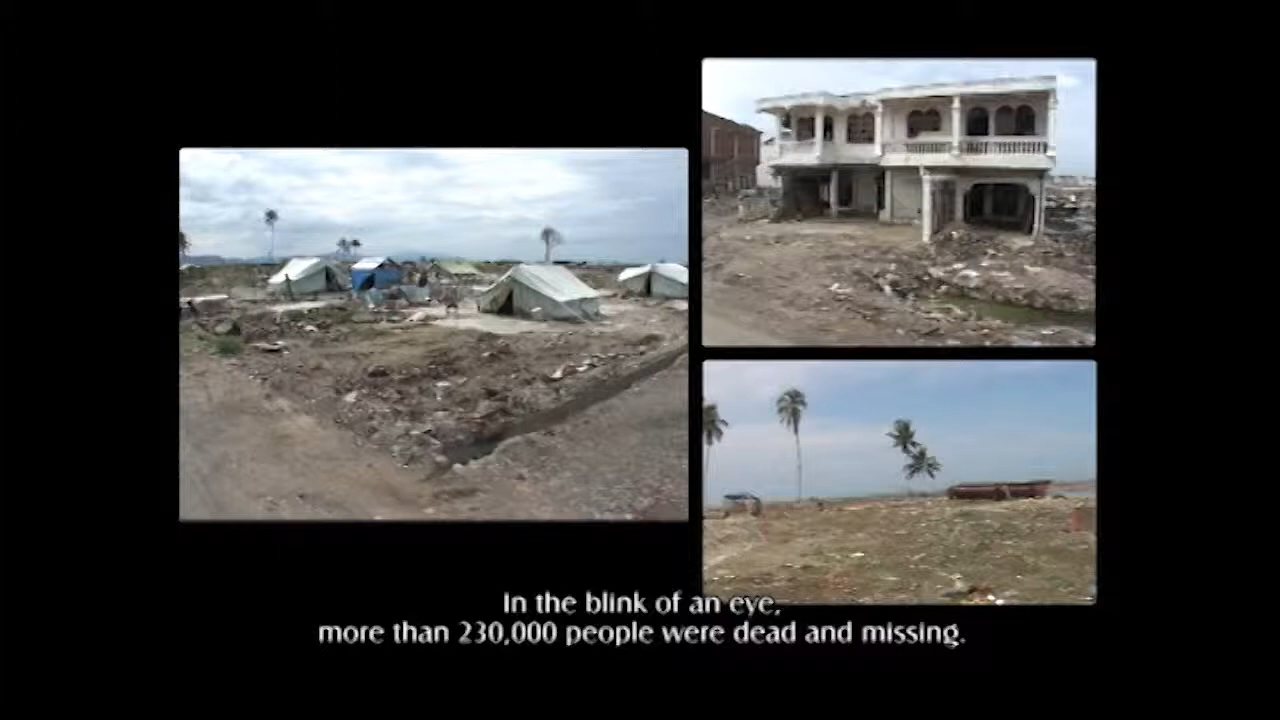 In the blink of an eye,
more than 230,000 people were dead and missing.